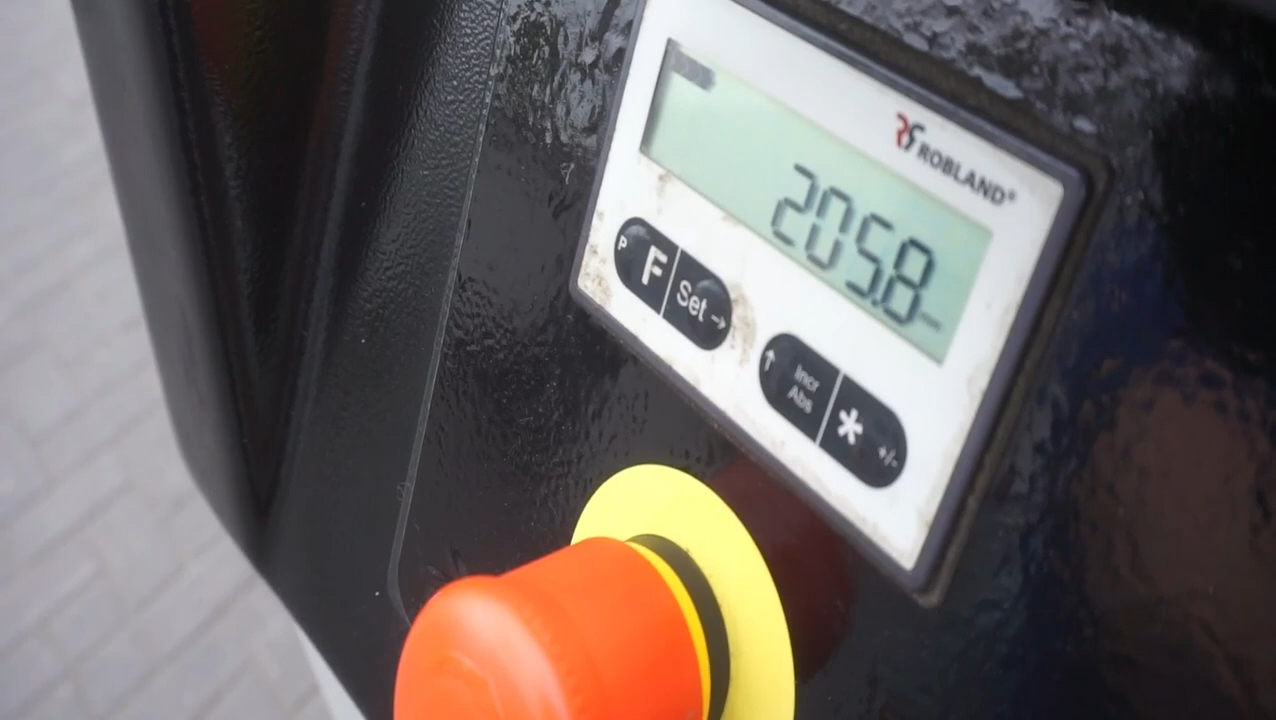 ROBLAND®
205.8
P F Set →
↑ Incr
Abs * +/-